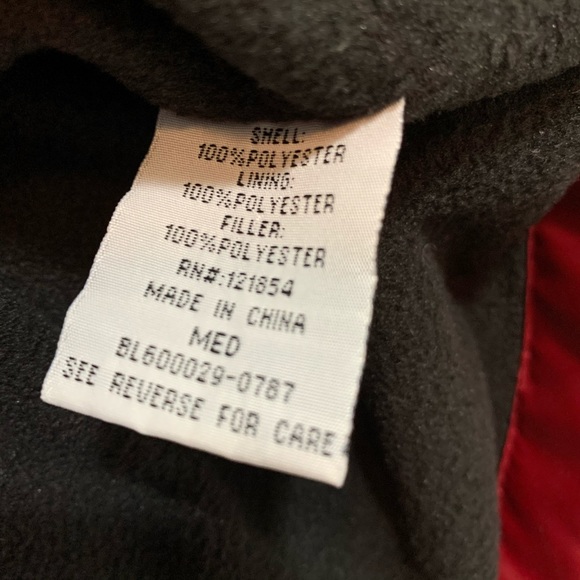 SHELL:
100%POLYESTER
LINING:
100%POLYESTER
FILLER:
100%POLYESTER
RN#:121854
MADE IN CHINA
MED
BL600029-0787
SEE REVERSE FOR CARE